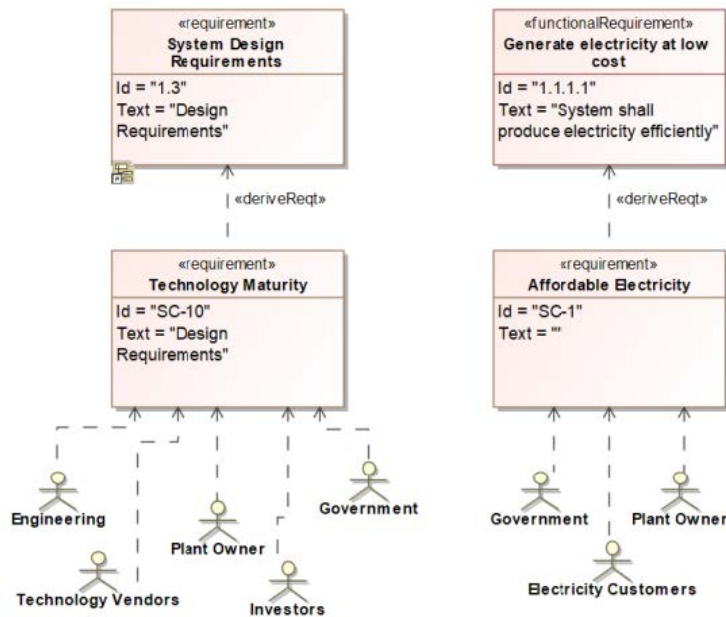 «requirement»
System Design
Requirements
Id = "1.3"
Text = "Design
Requirements"
«deriveReqt»
«requirement»
Technology Maturity
Id = "SC-10"
Text = "Design
Requirements"
Engineering
Technology Vendors
Plant Owner
Investors
Government
«functionalRequirement»
Generate electricity at low
cost
Id = "1.1.1.1"
Text = "System shall
produce electricity efficiently"
«deriveReqt»
«requirement»
Affordable Electricity
Id = "SC-1"
Text = ""
Government
Electricity Customers
Plant Owner